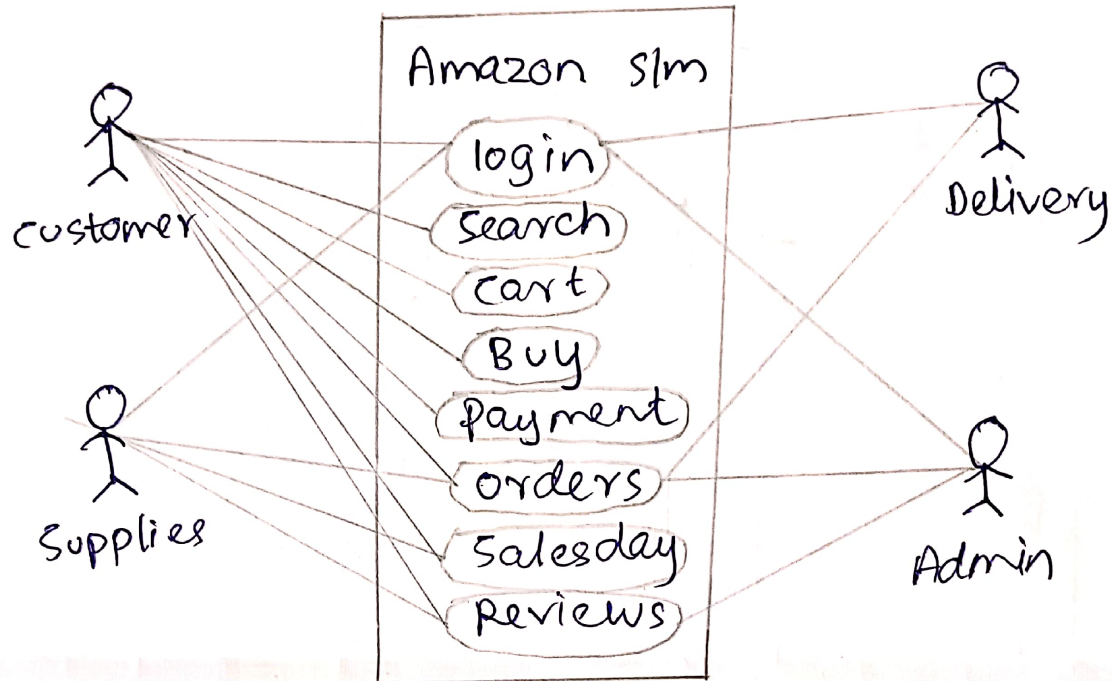 Amazon s/m
login
search
cart
Buy
payment
orders
salesday
Reviews
customer
Supplies
Delivery
Admin